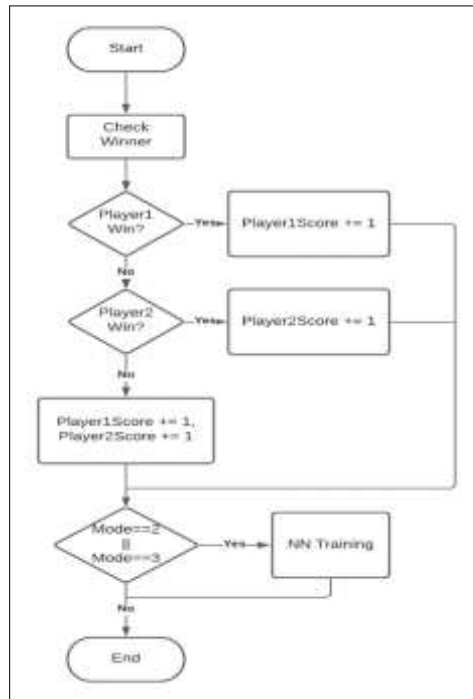 Start
Check
Winner
Player1
Win?
Yes
Player1Score += 1
No
Player2
Win?
Yes
Player2Score += 1
No
Player1Score += 1,
Player2Score += 1
Mode==2
||
Mode==3
Yes
NN Training
No
End